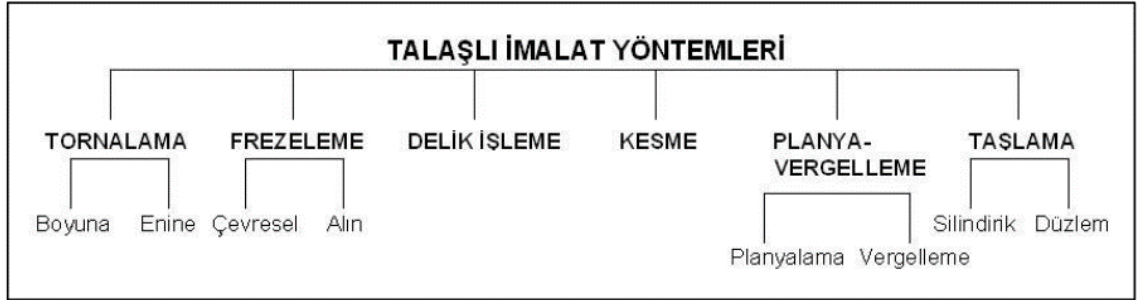 TALAŞLI İMALAT YÖNTEMLERİ
TORNALAMA FREZELEME DELİK İŞLEME KESME PLANYA- TAŞLAMA
VERGELLEME
Boyuna Enine Çevresel Alın Silindirik Düzlem
Planyalama Vergelleme